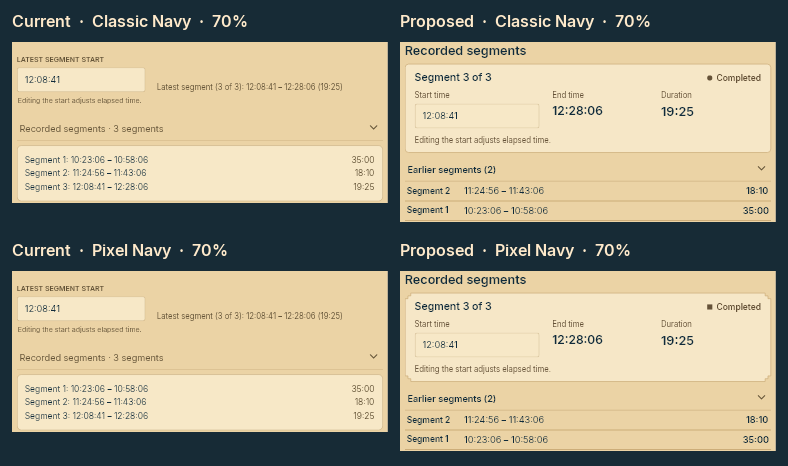 Current · Classic Navy · 70%
LATEST SEGMENT START
12:08:41
Latest segment (3 of 3): 12:08:41 – 12:28:06 (19:25)
Editing the start adjusts elapsed time.
Recorded segments · 3 segments
Segment 1: 10:23:06 – 10:58:06 35:00
Segment 2: 11:24:56 – 11:43:06 18:10
Segment 3: 12:08:41 – 12:28:06 19:25
Proposed · Classic Navy · 70%
Recorded segments
Segment 3 of 3 Completed
Start time End time Duration
12:08:41 12:28:06 19:25
Editing the start adjusts elapsed time.
Earlier segments (2)
Segment 2 11:24:56 – 11:43:06 18:10
Segment 1 10:23:06 – 10:58:06 35:00
Current · Pixel Navy · 70%
LATEST SEGMENT START
12:08:41
Latest segment (3 of 3): 12:08:41 – 12:28:06 (19:25)
Editing the start adjusts elapsed time.
Recorded segments · 3 segments
Segment 1: 10:23:06 – 10:58:06 35:00
Segment 2: 11:24:56 – 11:43:06 18:10
Segment 3: 12:08:41 – 12:28:06 19:25
Proposed · Pixel Navy · 70%
Recorded segments
Segment 3 of 3 Completed
Start time End time Duration
12:08:41 12:28:06 19:25
Editing the start adjusts elapsed time.
Earlier segments (2)
Segment 2 11:24:56 – 11:43:06 18:10
Segment 1 10:23:06 – 10:58:06 35:00